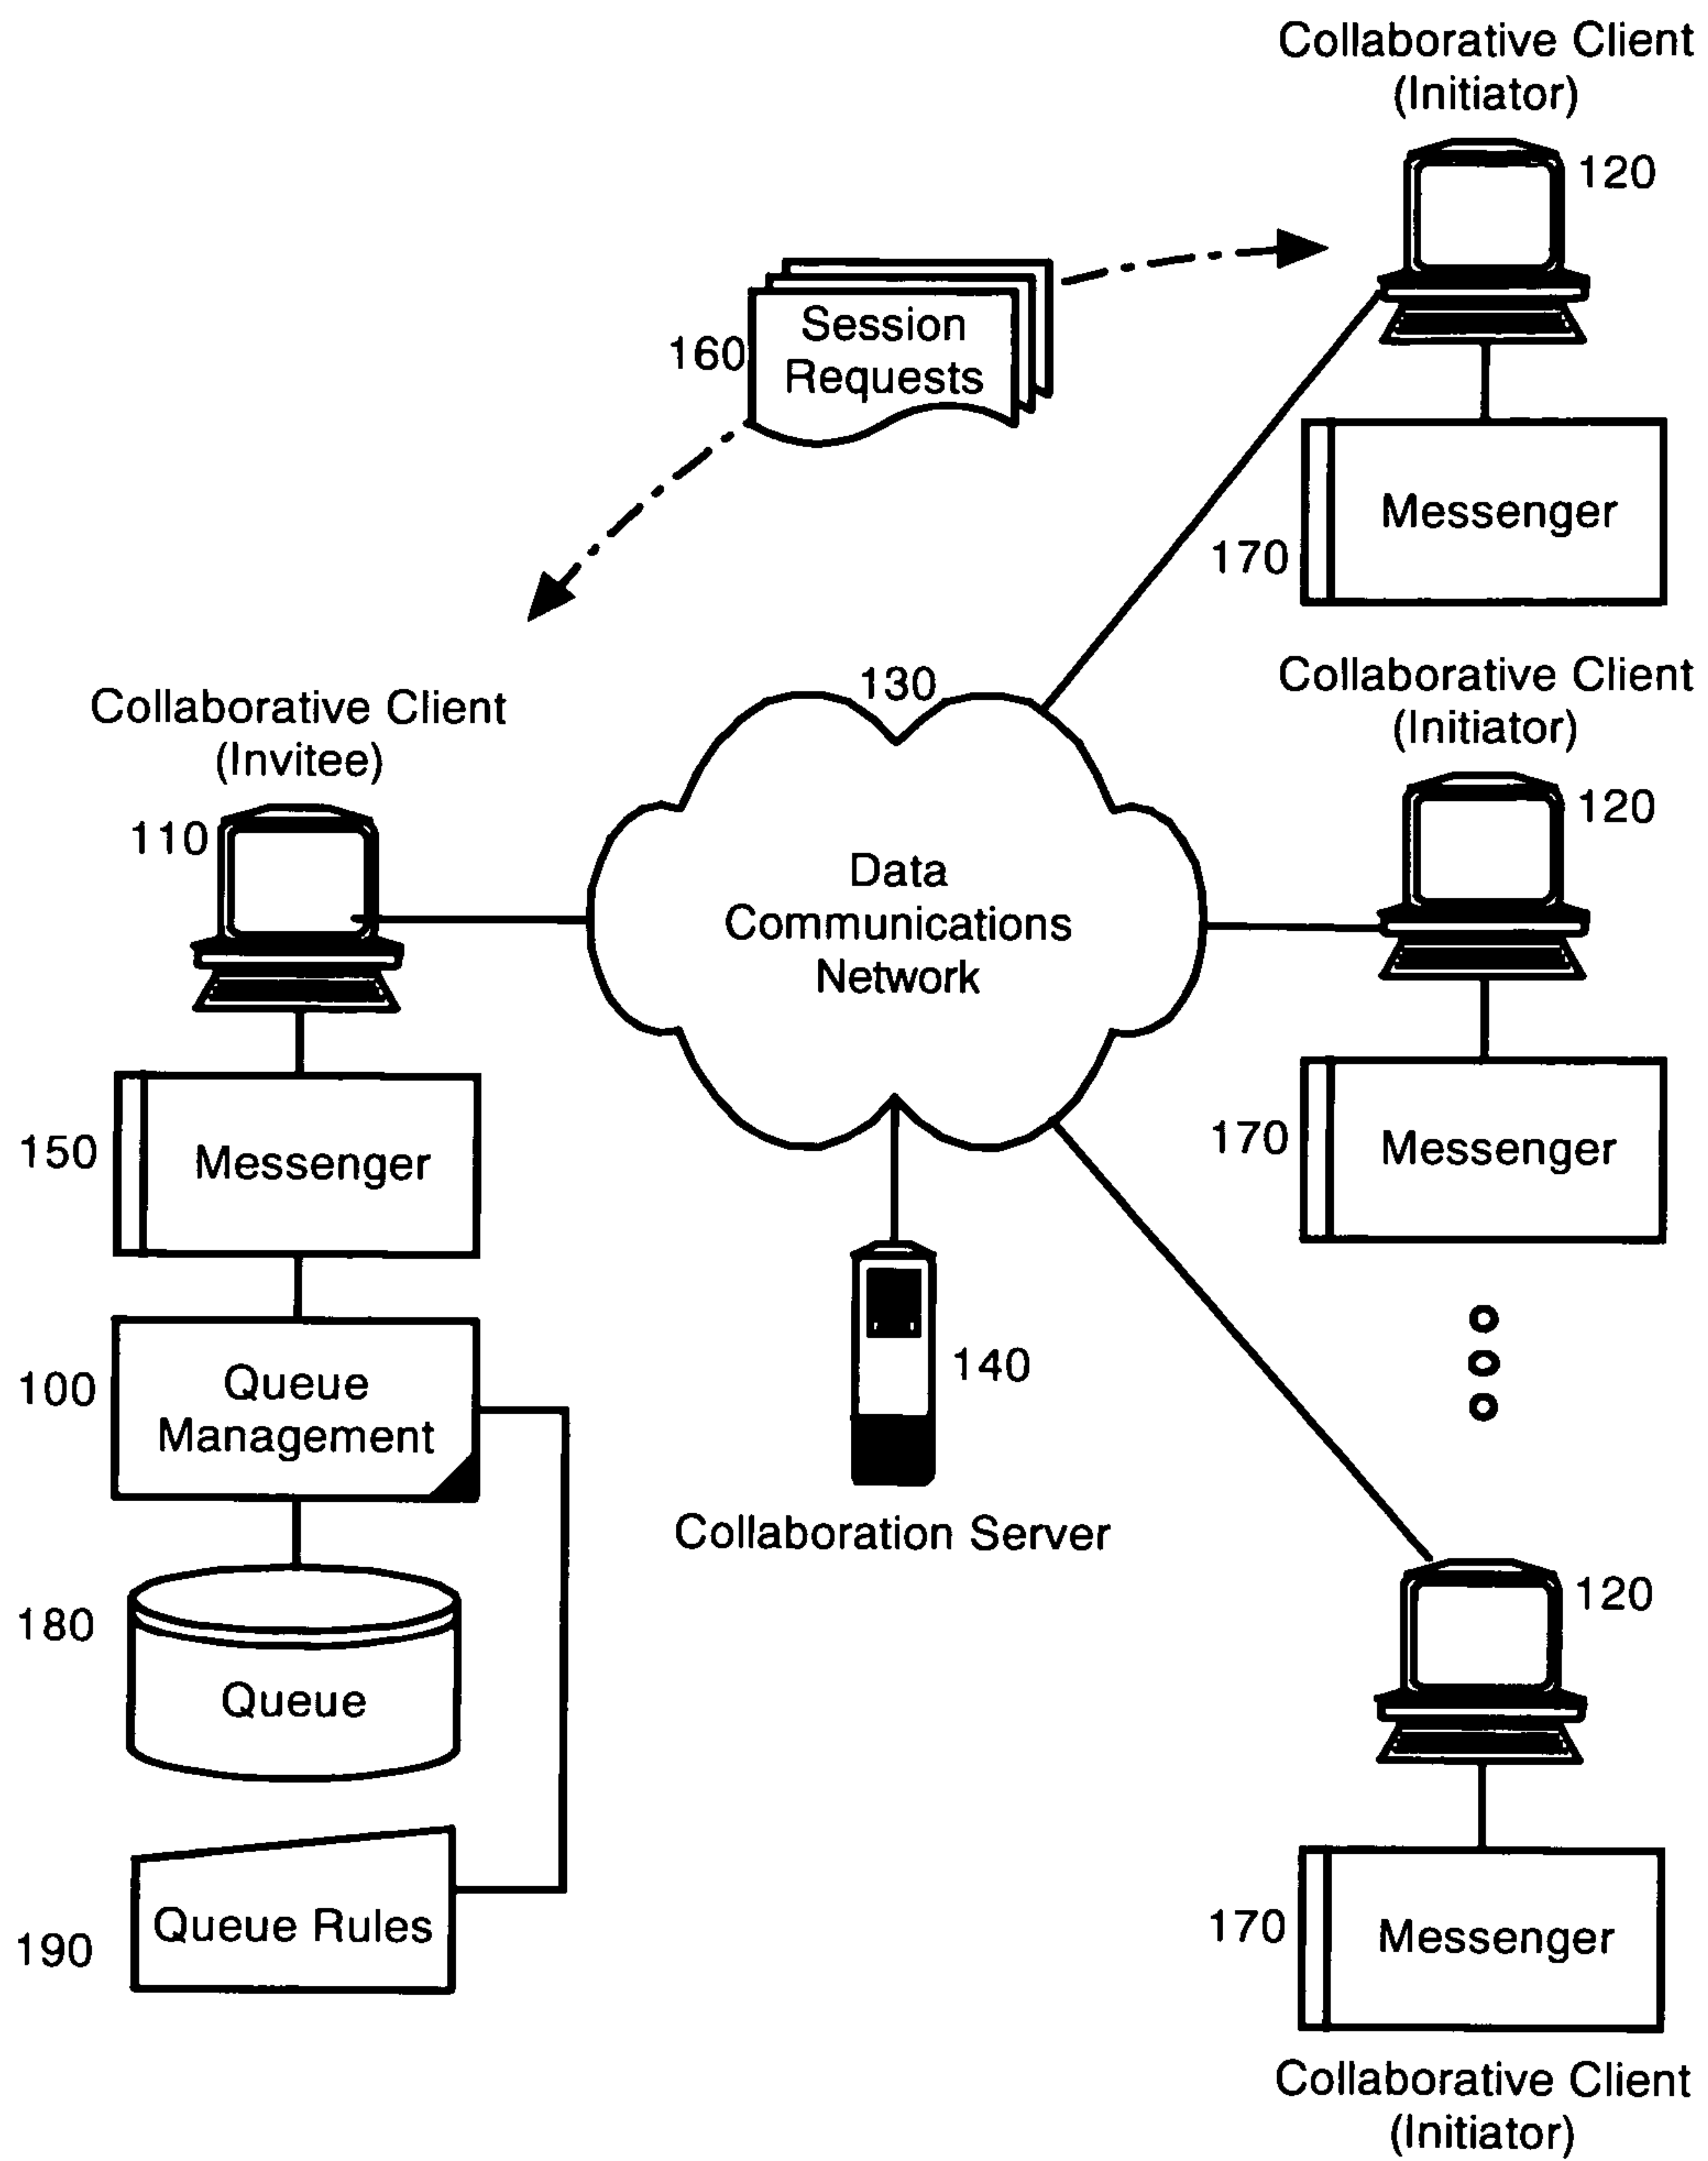 Collaborative Client
(Initiator)
120
Session
Requests
160
Messenger
170
Collaborative Client
(Initiator)
120
130
Collaborative Client
(Invitee)
110
Data
Communications
Network
Messenger
170
150
Messenger
100
Queue
Management
140
Collaboration Server
120
180
Queue
190
Queue Rules
170
Messenger
Collaborative Client
(Initiator)